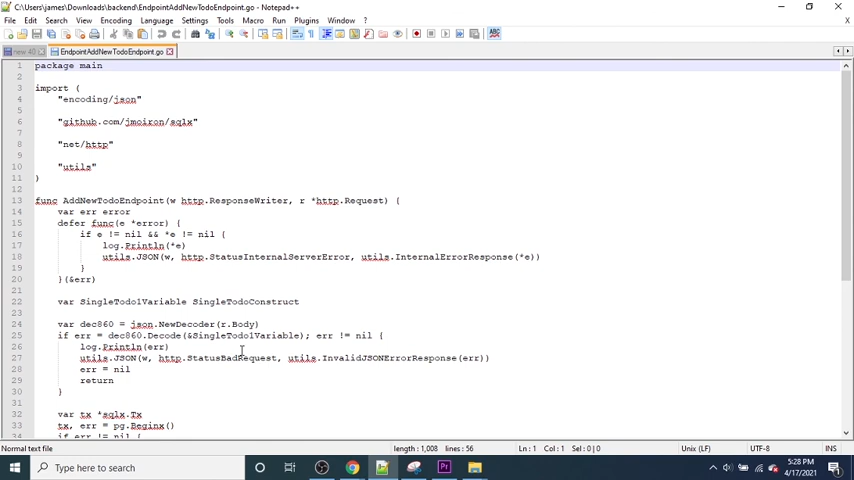 C:\Users\james\Downloads\backend\EndpointAddNewTodoEndpoint.go - Notepad++
File Edit Search View Encoding Language Settings Tools Macro Run Plugins Window ? X
new 40 EndpointAddNewTodoEndpoint.go
1 package main
2
3 import (
4 "encoding/json"
5
6 "github.com/jmoiron/sqlx"
7
8 "net/http"
9
10 "utils"
11 )
12
13 func AddNewTodoEndpoint(w http.ResponseWriter, r *http.Request) {
14 var err error
15 defer func(e *error) {
16 if e != nil && *e != nil {
17 log.Println(*e)
18 utils.JSON(w, http.StatusInternalServerError, utils.InternalErrorResponse(*e))
19 }
20 }(&err)
21
22 var SingleTodo1Variable SingleTodoConstruct
23
24 var dec860 = json.NewDecoder(r.Body)
25 if err = dec860.Decode(&SingleTodo1Variable); err != nil {
26 log.Println(err)
27 utils.JSON(w, http.StatusBadRequest, utils.InvalidJSONErrorResponse(err))
28 err = nil
29 return
30 }
31
32 var tx *sqlx.Tx
33 tx, err = pg.Beginx()
34 if err != nil {
Normal text file length : 1,008 lines : 56 Ln : 1 Col : 1 Sel : 0 | 0 Unix (LF) UTF-8 INS
Type here to search
5:28 PM
4/17/2021